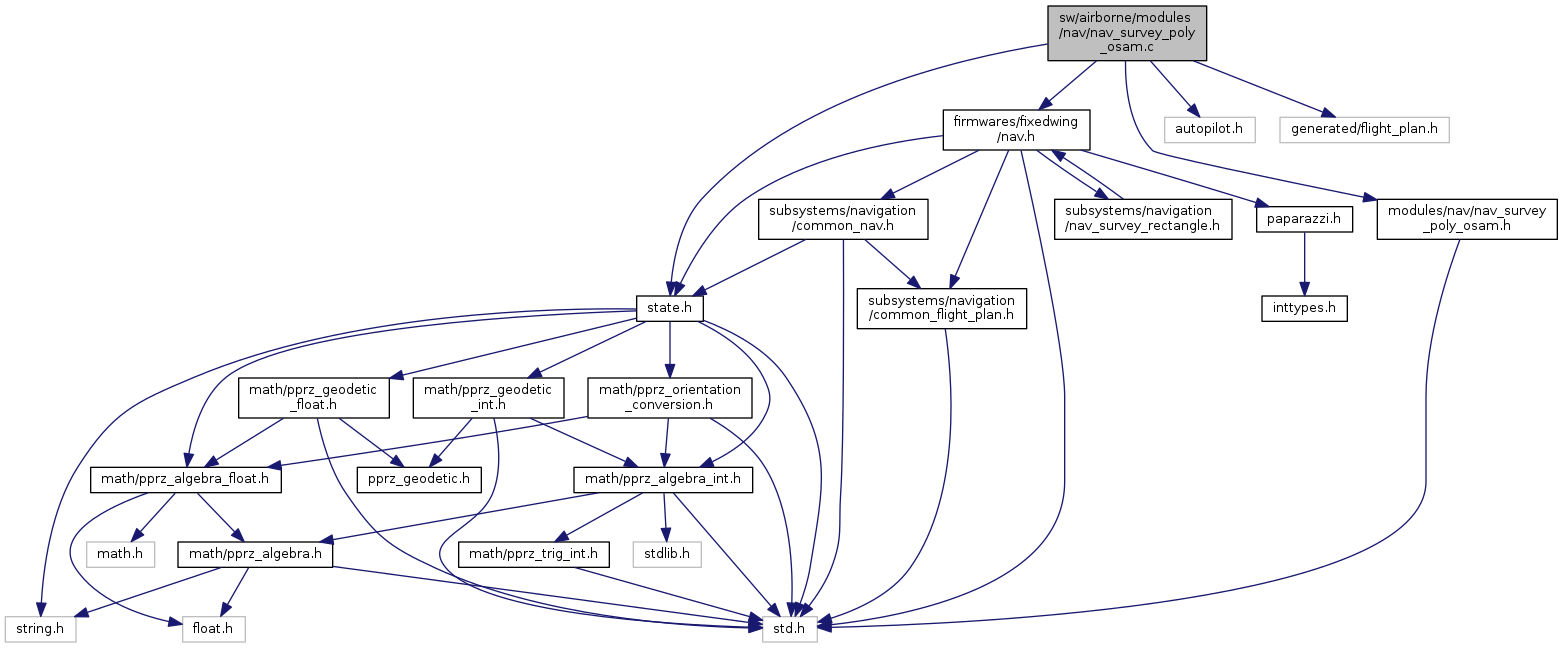 sw/airborne/modules
/nav/nav_survey_poly
_osam.c
firmwares/fixedwing
/nav.h
autopilot.h
generated/flight_plan.h
subsystems/navigation
/common_nav.h
subsystems/navigation
/nav_survey_rectangle.h
paparazzi.h
modules/nav/nav_survey
_poly_osam.h
state.h
subsystems/navigation
/common_flight_plan.h
inttypes.h
math/pprz_geodetic
_float.h
math/pprz_geodetic
_int.h
math/pprz_orientation
_conversion.h
math/pprz_algebra_float.h
pprz_geodetic.h
math/pprz_algebra_int.h
math.h
math/pprz_algebra.h
math/pprz_trig_int.h
stdlib.h
string.h
float.h
std.h